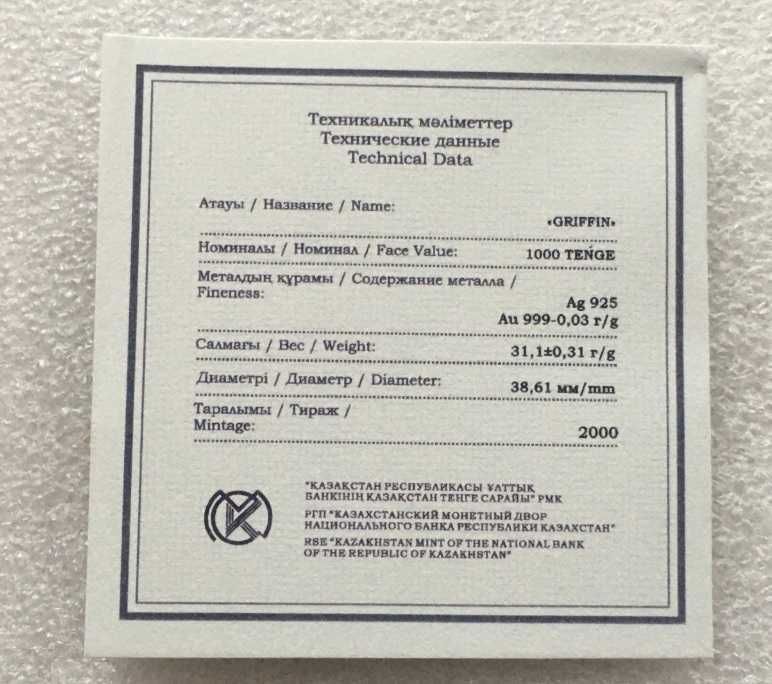 Техникалық мәліметтер
Технические данные
Technical Data
Атауы / Название / Name:
«GRIFFIN»
Номиналы / Номинал / Face Value:
1000 TEŃGE
Металдың құрамы / Содержание металла /
Fineness:
Ag 925
Au 999-0,03 г/g
Салмағы / Вес / Weight:
31,1±0,31 г/g
Диаметрі / Диаметр / Diameter:
38,61 мм/mm
Таралымы / Тираж /
Mintage:
2000
"ҚАЗАҚСТАН РЕСПУБЛИКАСЫ ҰЛТТЫҚ
БАНКІНІҢ ҚАЗАҚСТАН ТЕҢГЕ САРАЙЫ" РМК
РГП "КАЗАХСТАНСКИЙ МОНЕТНЫЙ ДВОР
НАЦИОНАЛЬНОГО БАНКА РЕСПУБЛИКИ КАЗАХСТАН"
RSE "KAZAKHSTAN MINT OF THE NATIONAL BANK
OF THE REPUBLIC OF KAZAKHSTAN"